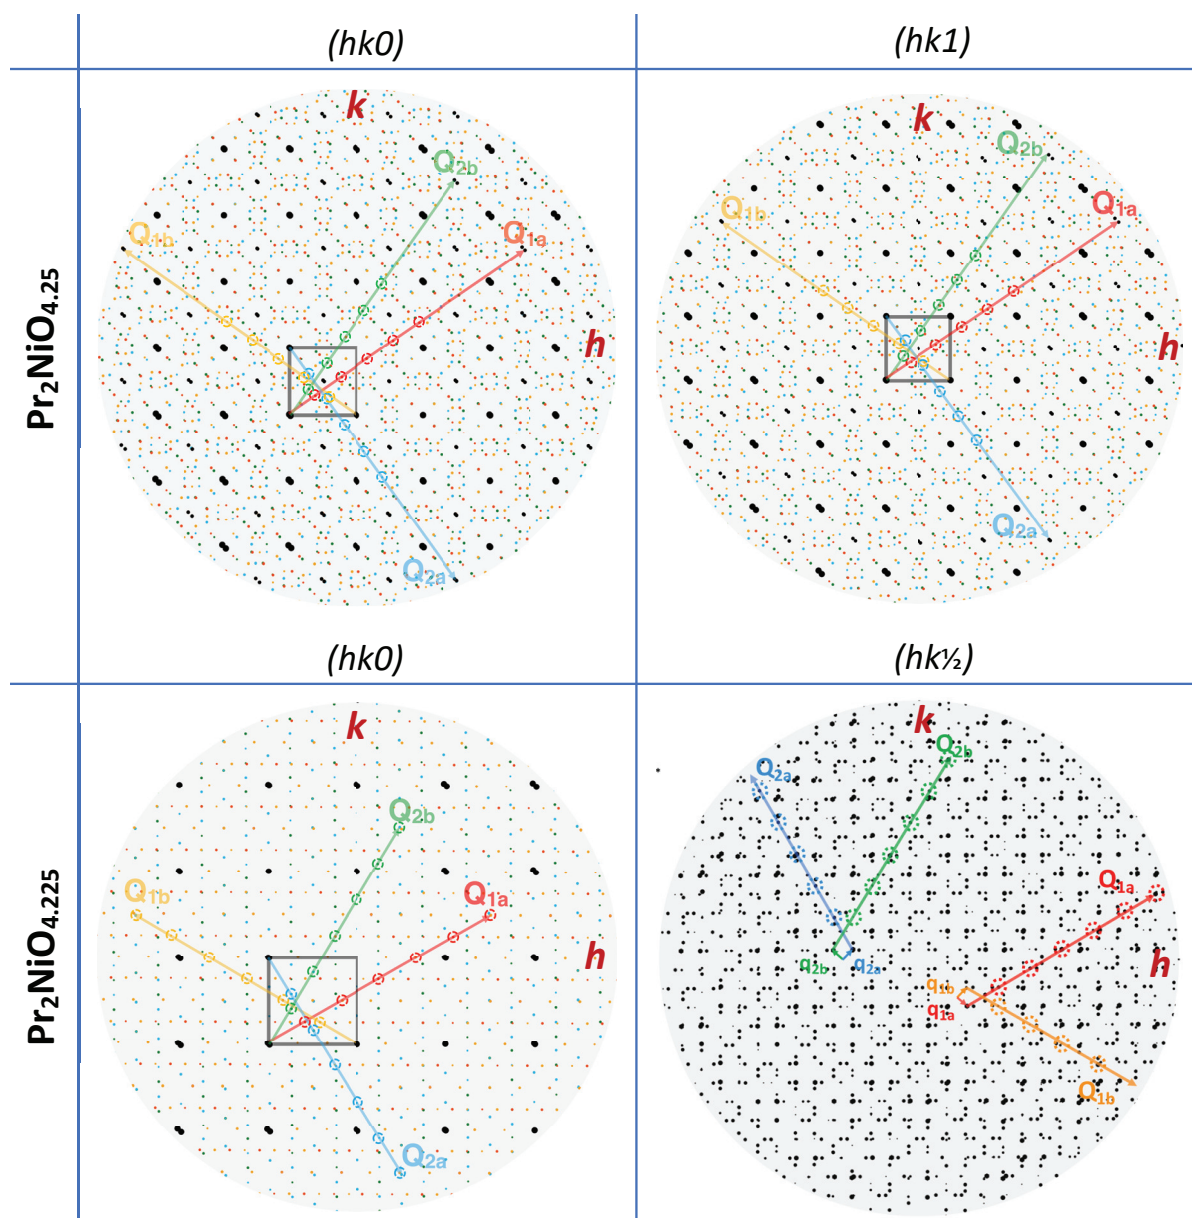 (hk0)
(hk1)
Pr₂NiO₄.₂₅
k
Q₂b
Q₁b
Q₁a
h
Q₂a
k
Q₂b
Q₁b
Q₁a
h
Q₂a
(hk0)
(hk½)
Pr₂NiO₄.₂₂₅
k
Q₂b
Q₁b
Q₁a
h
Q₂a
k
Q₂b
Q₂a
Q₁a
h
q₂b
q₂a
q₁b
q₁a
Q₁b